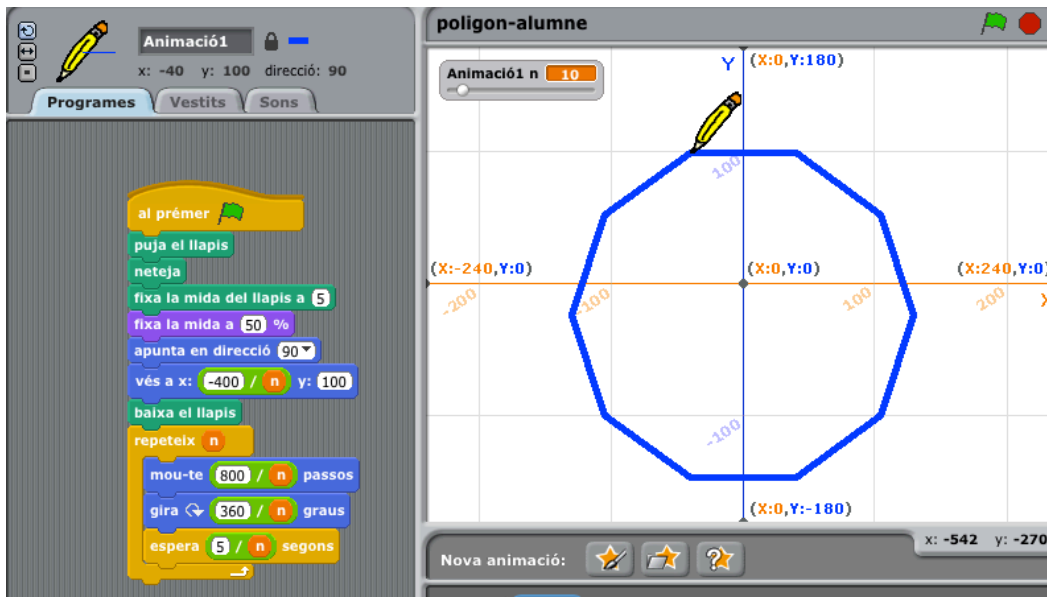 Animació1
x: -40 y: 100 direcció: 90
Programes Vestits Sons
al prémer
puja el llapis
neteja
fixa la mida del llapis a 5
fixa la mida a 50 %
apunta en direcció 90
vés a x: -400 / n y: 100
baixa el llapis
repeteix n
mou-te 800 / n passos
gira 360 / n graus
espera 5 / n segons
poligon-alumne
Animació1 n 10
Y (X:0,Y:180)
100
(X:-240,Y:0) (X:0,Y:0) (X:240,Y:0)
-200 -100 100 200 X
-100
(X:0,Y:-180)
x: -542 y: -270
Nova animació: